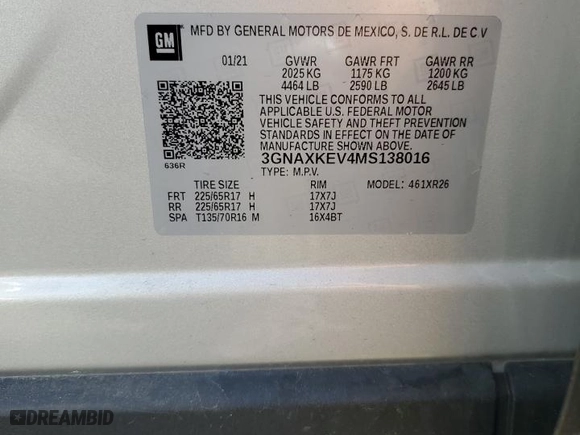 GM
MFD BY GENERAL MOTORS DE MEXICO, S. DE R.L. DE C V
01/21 GVWR GAWR FRT GAWR RR
2025 KG 1175 KG 1200 KG
4464 LB 2590 LB 2645 LB
THIS VEHICLE CONFORMS TO ALL
APPLICABLE U.S. FEDERAL MOTOR
VEHICLE SAFETY AND THEFT PREVENTION
STANDARDS IN EFFECT ON THE DATE OF
MANUFACTURE SHOWN ABOVE.
636R
3GNAXKEV4MS138016
TYPE: M.P.V.
TIRE SIZE RIM MODEL: 461XR26
FRT 225/65R17 H 17X7J
RR 225/65R17 H 17X7J
SPA T135/70R16 M 16X4BT
DREAMBID